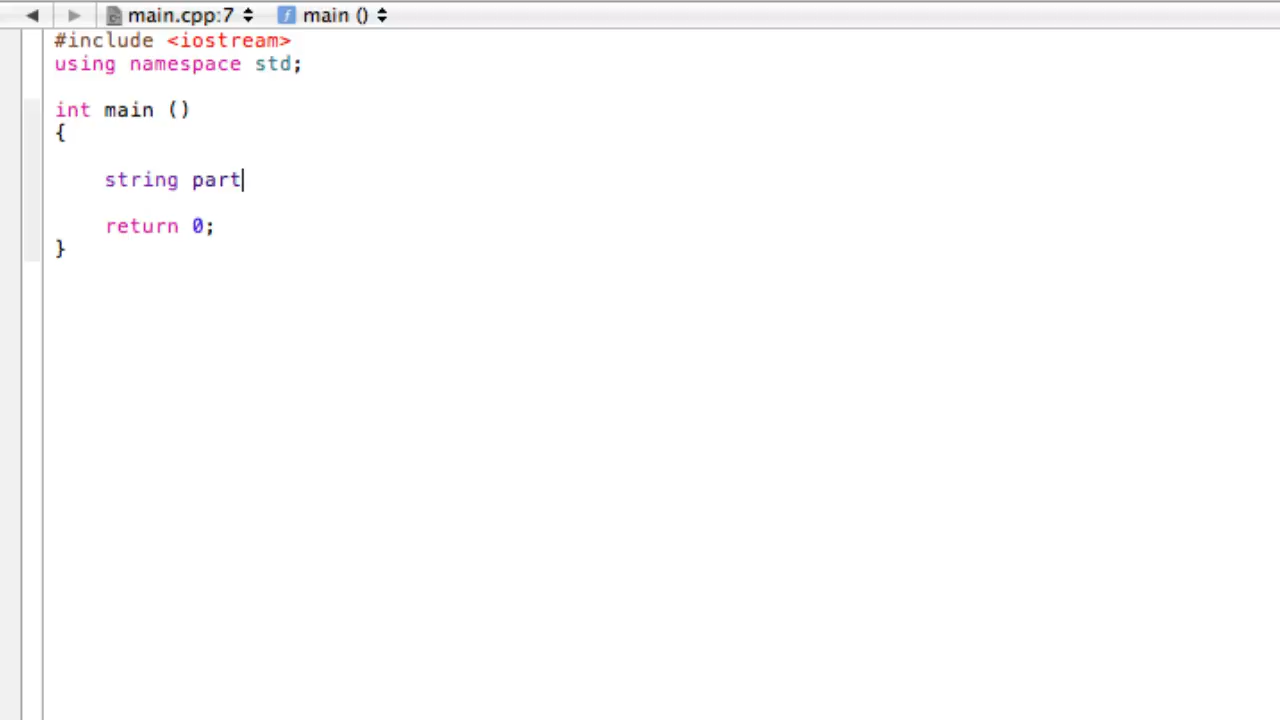 main.cpp:7 main ()
#include <iostream>
using namespace std;
int main ()
{
string part
return 0;
}